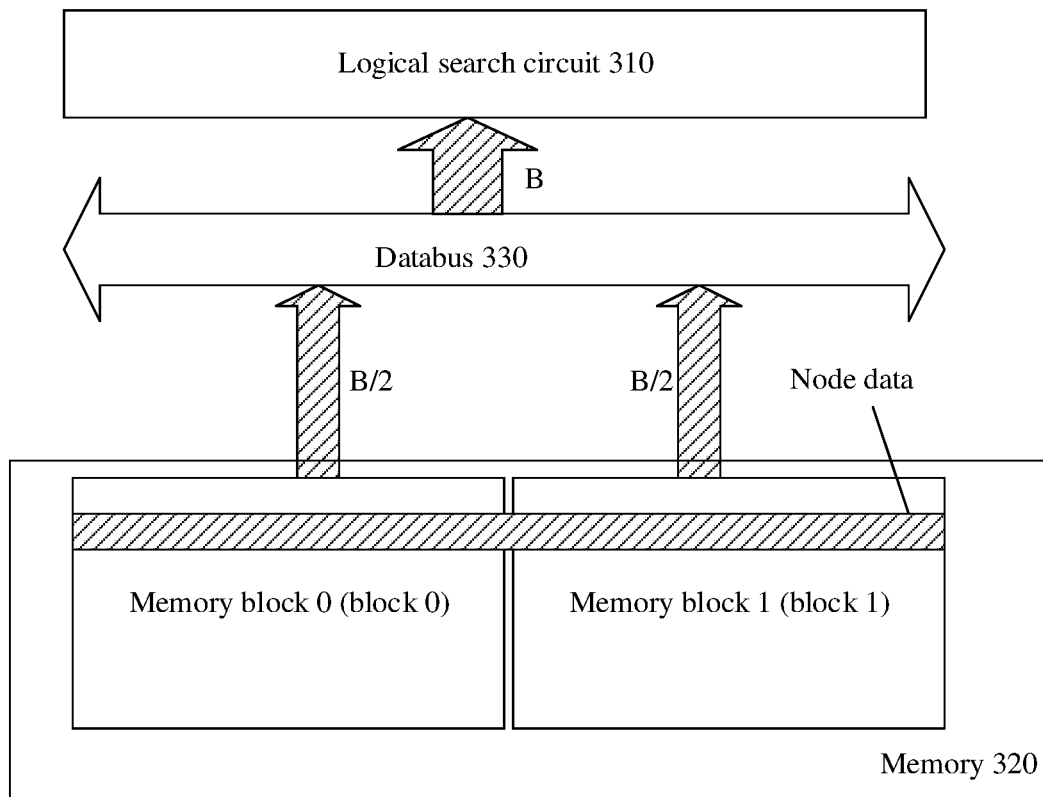 Logical search circuit 310
B
Databus 330
B/2
B/2
Node data
Memory block 0 (block 0)
Memory block 1 (block 1)
Memory 320